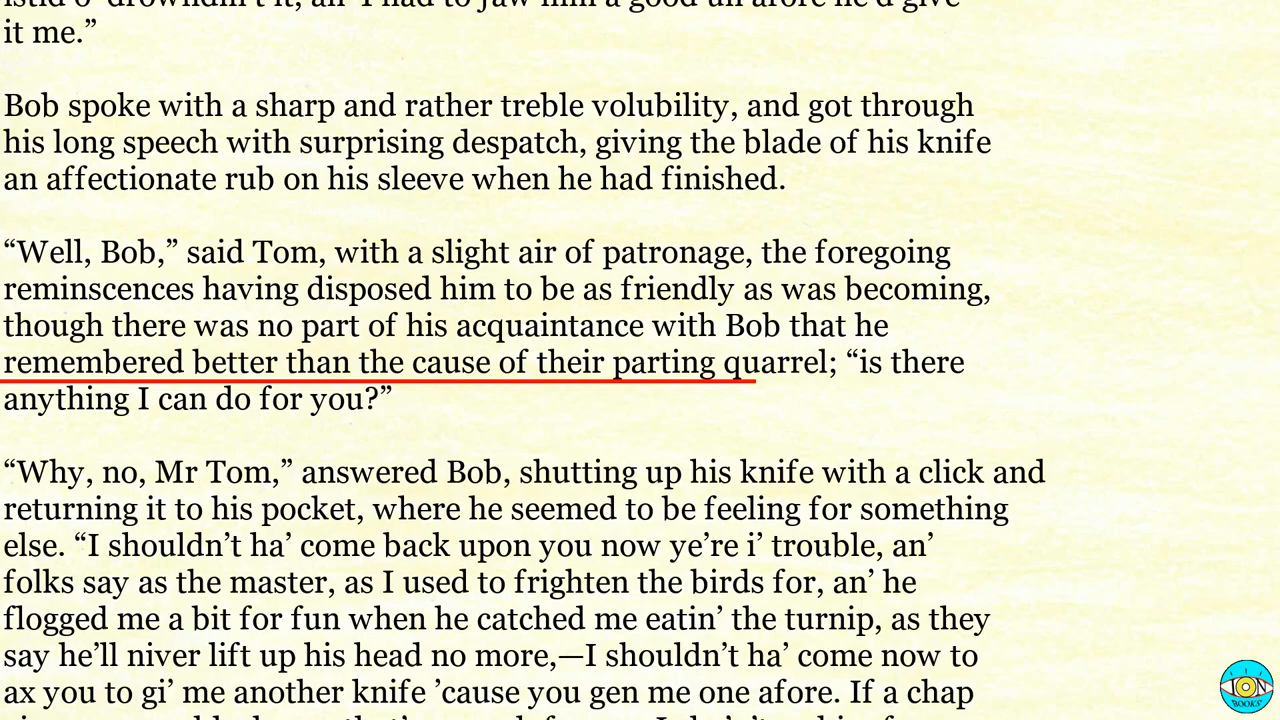 it me.”
Bob spoke with a sharp and rather treble volubility, and got through
his long speech with surprising despatch, giving the blade of his knife
an affectionate rub on his sleeve when he had finished.
“Well, Bob,” said Tom, with a slight air of patronage, the foregoing
reminscences having disposed him to be as friendly as was becoming,
though there was no part of his acquaintance with Bob that he
remembered better than the cause of their parting quarrel; “is there
anything I can do for you?”
“Why, no, Mr Tom,” answered Bob, shutting up his knife with a click and
returning it to his pocket, where he seemed to be feeling for something
else. “I shouldn’t ha’ come back upon you now ye’re i’ trouble, an’
folks say as the master, as I used to frighten the birds for, an’ he
flogged me a bit for fun when he catched me eatin’ the turnip, as they
say he’ll niver lift up his head no more,—I shouldn’t ha’ come now to
ax you to gi’ me another knife ’cause you gen me one afore. If a chap
ION
BOOKS